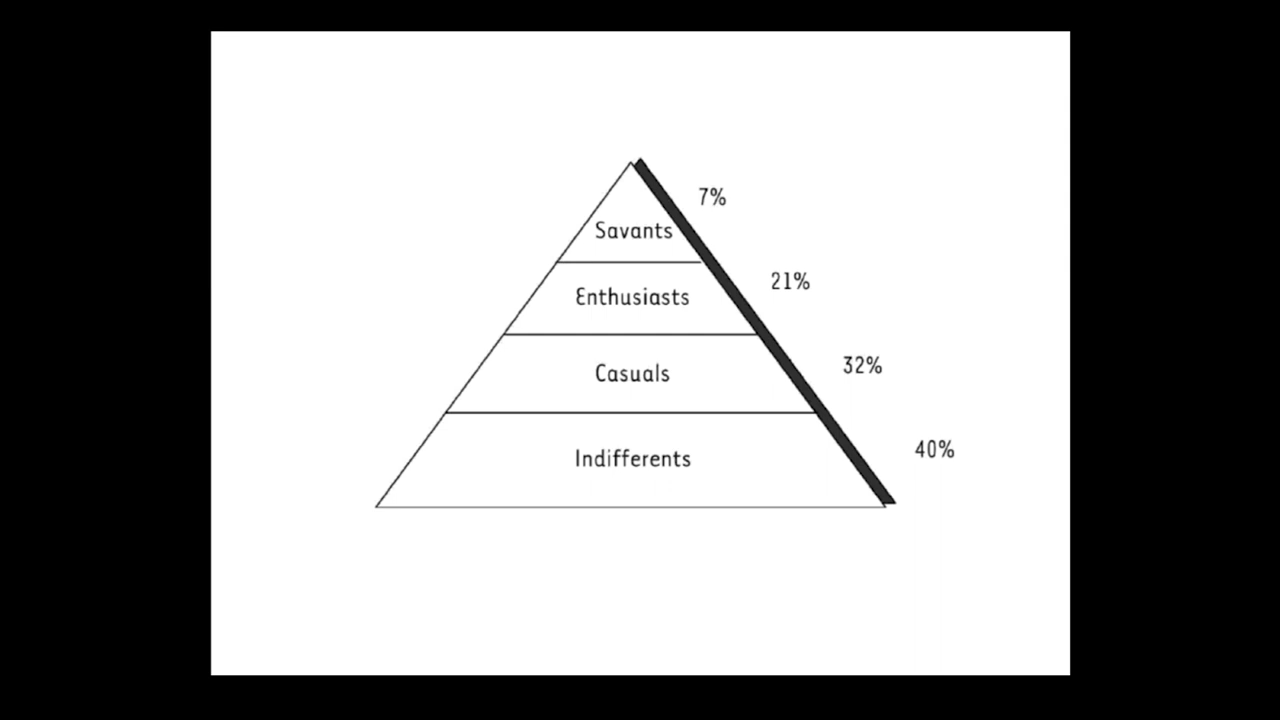 7%
Savants
21%
Enthusiasts
32%
Casuals
40%
Indifferents